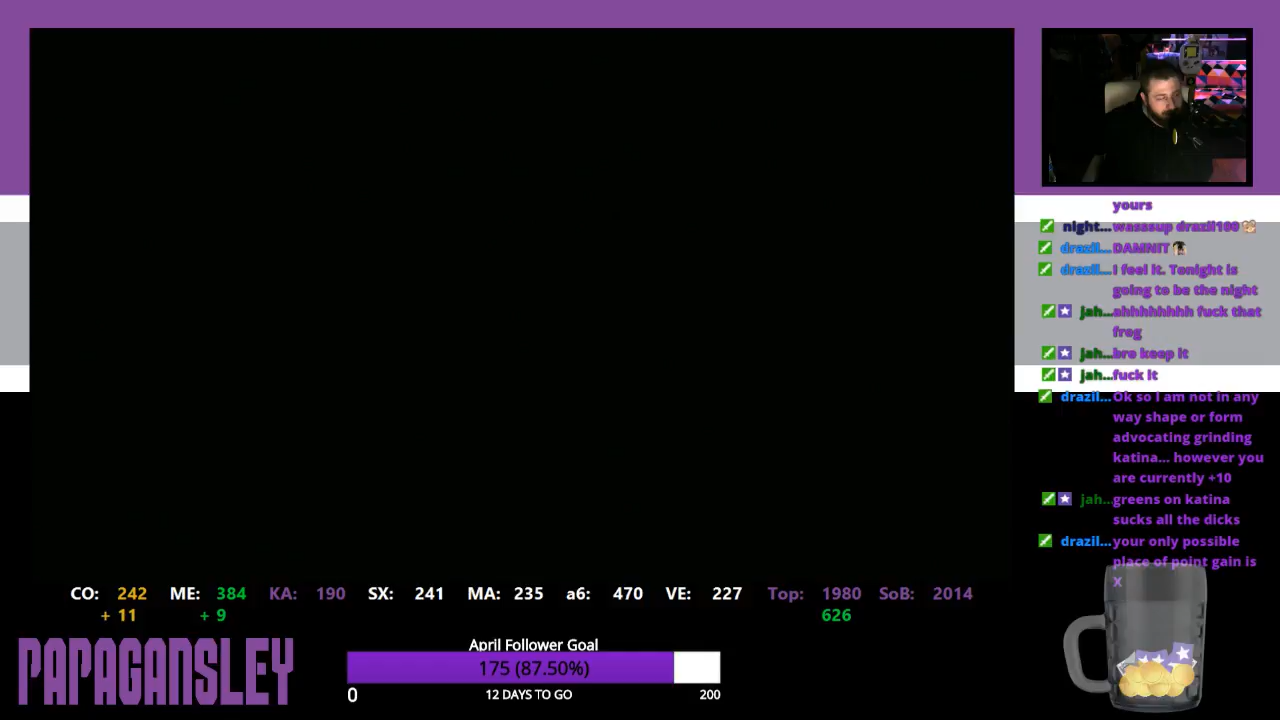 yours
night... wasssup drazil100
drazil... DAMNIT
drazil... I feel it. Tonight is
going to be the night
jah... ahhhhhhhh fuck that
frog
jah... bro keep it
jah... fuck it
drazil... Ok so I am not in any
way shape or form
advocating grinding
katina... however you
are currently +10
jah... greens on katina
sucks all the dicks
drazil... your only possible
place of point gain is
X
CO: 242 ME: 384 KA: 190 SX: 241 MA: 235 a6: 470 VE: 227 Top: 1980 SoB: 2014
+ 11 + 9 626
PAPAGANSLEY
April Follower Goal
175 (87.50%)
0 12 DAYS TO GO 200